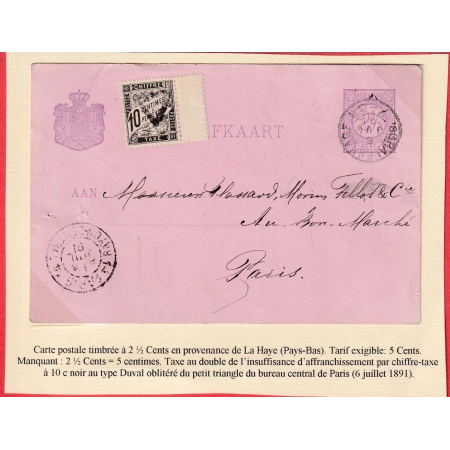 CHIFFRE
10
CENTIMES
TAXE
FKAART
AAN Messieurs Plassard, Morin, Fillot & Cie
Au Bon Marché
Paris.
Carte postale timbrée à 2 ½ Cents en provenance de La Haye (Pays-Bas). Tarif exigible: 5 Cents.
Manquant : 2 ½ Cents = 5 centimes. Taxe au double de l'insuffisance d'affranchissement par chiffre-taxe
à 10 c noir au type Duval oblitéré du petit triangle du bureau central de Paris (6 juillet 1891).